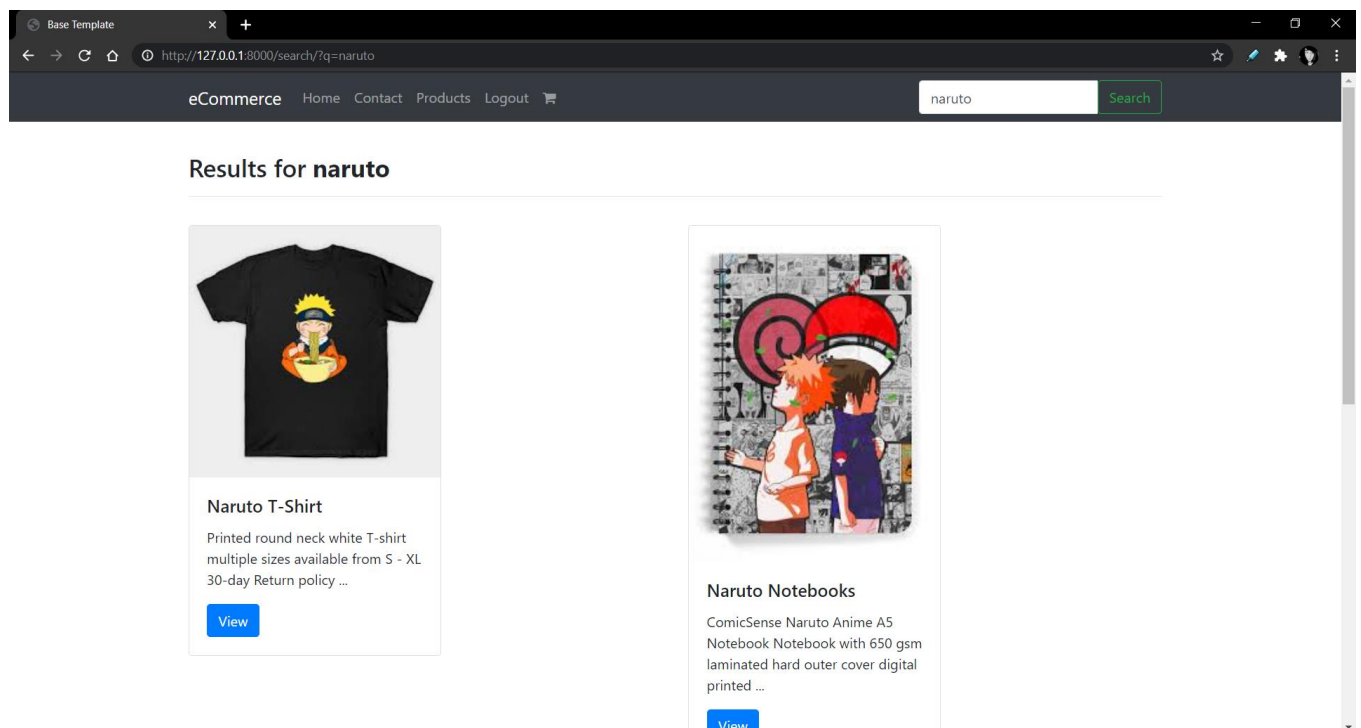 Base Template
http://127.0.0.1:8000/search/?q=naruto
eCommerce Home Contact Products Logout naruto Search
Results for naruto
Naruto T-Shirt
Printed round neck white T-shirt
multiple sizes available from S - XL
30-day Return policy ...
View
Naruto Notebooks
ComicSense Naruto Anime A5
Notebook Notebook with 650 gsm
laminated hard outer cover digital
printed ...
View